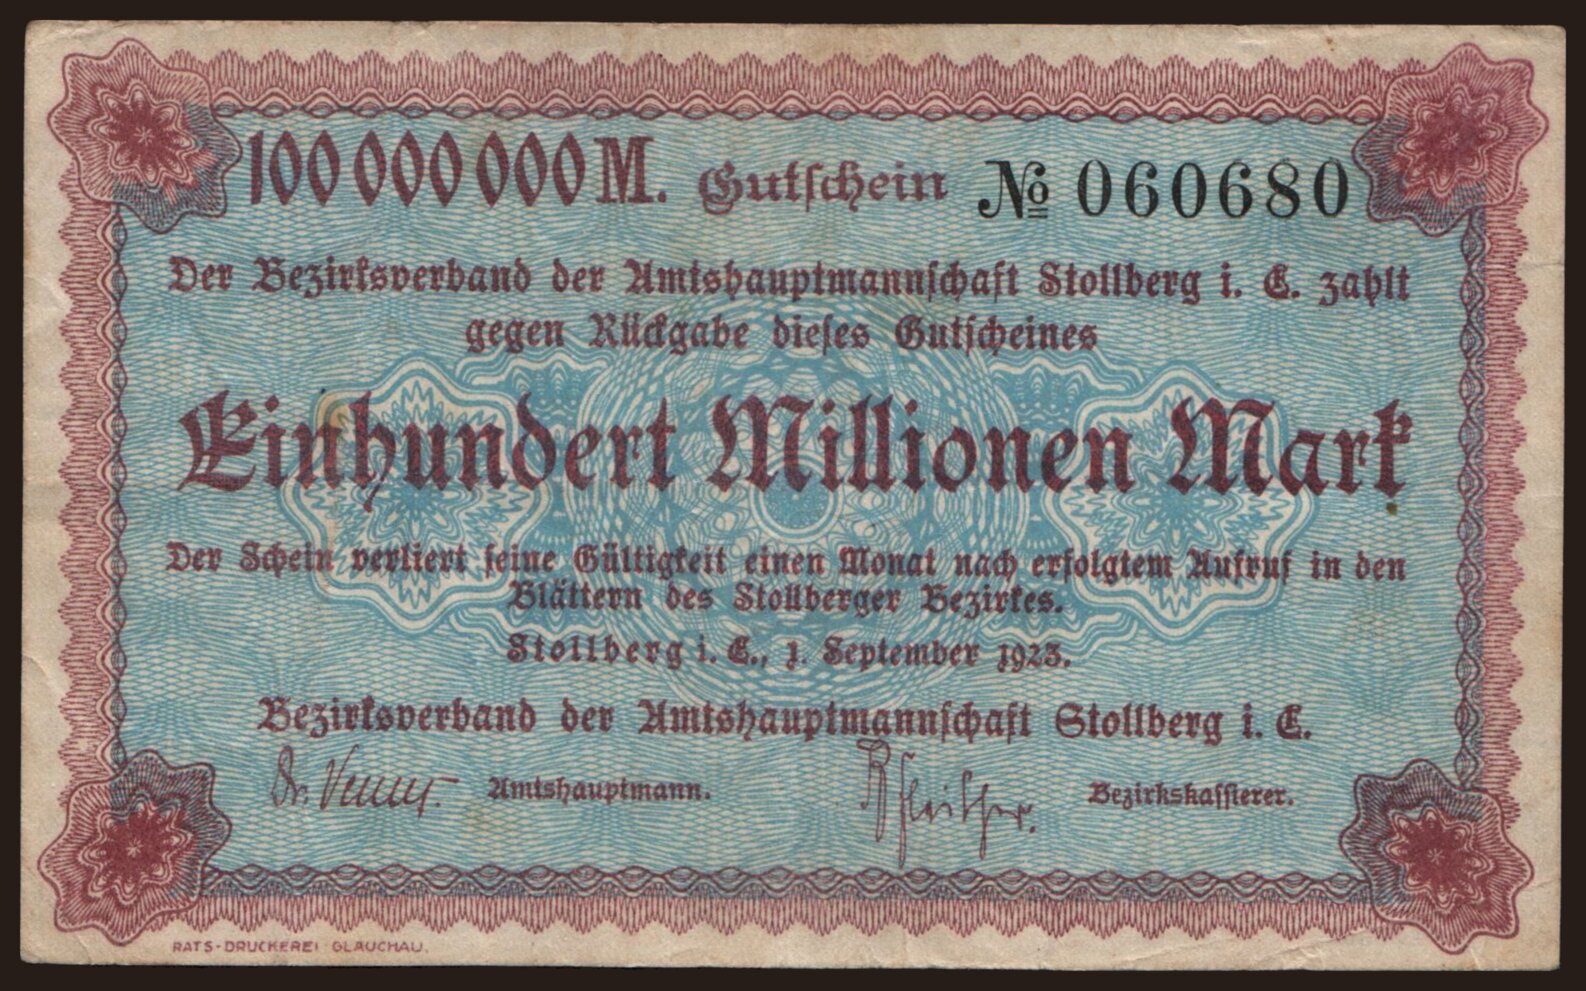 100 000 000 M. Gutschein № 060680
Der Bezirksverband der Amtshauptmannschaft Stollberg i. E. zahlt
gegen Rückgabe dieses Gutscheines
Einhundert Millionen Mark
Der Schein verliert seine Gültigkeit einen Monat nach erfolgtem Aufruf in den
Blättern des Stollberger Bezirkes.
Stollberg i. E., 1. September 1923.
Bezirksverband der Amtshauptmannschaft Stollberg i. E.
Dr. Amtshauptmann. Bezirkskassierer.
RATS-DRUCKEREI GLAUCHAU.